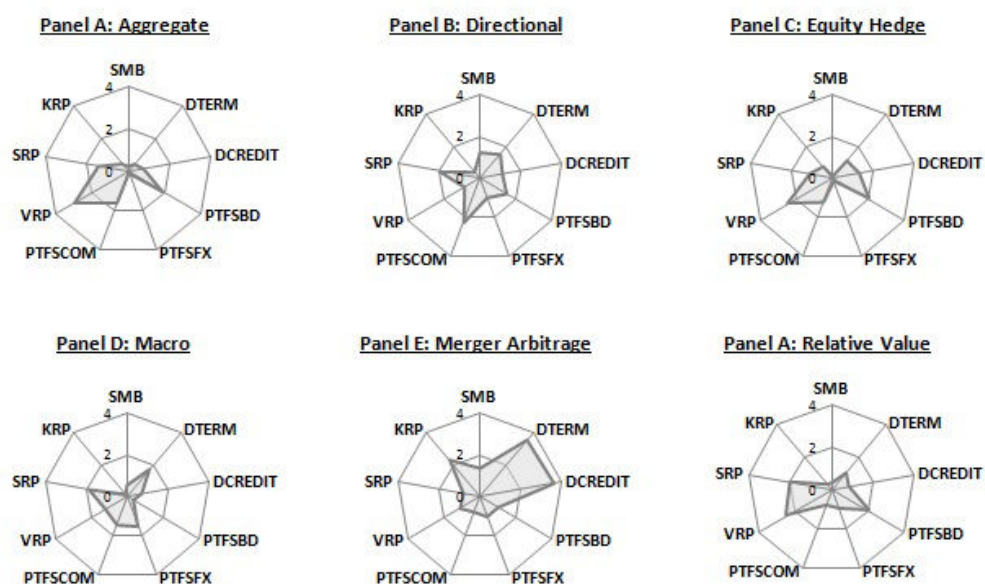 Panel A: Aggregate
SMB
4
KRP
DTERM
2
SRP
DCREDIT
0
VRP
PTFSBD
PTFSCOM
PTFSFX
Panel B: Directional
SMB
4
KRP
DTERM
2
SRP
DCREDIT
0
VRP
PTFSBD
PTFSCOM
PTFSFX
Panel C: Equity Hedge
SMB
4
KRP
DTERM
2
SRP
DCREDIT
0
VRP
PTFSBD
PTFSCOM
PTFSFX
Panel D: Macro
SMB
4
KRP
DTERM
2
SRP
DCREDIT
0
VRP
PTFSBD
PTFSCOM
PTFSFX
Panel E: Merger Arbitrage
SMB
4
KRP
DTERM
2
SRP
DCREDIT
0
VRP
PTFSBD
PTFSCOM
PTFSFX
Panel A: Relative Value
SMB
4
KRP
DTERM
2
SRP
DCREDIT
0
VRP
PTFSBD
PTFSCOM
PTFSFX